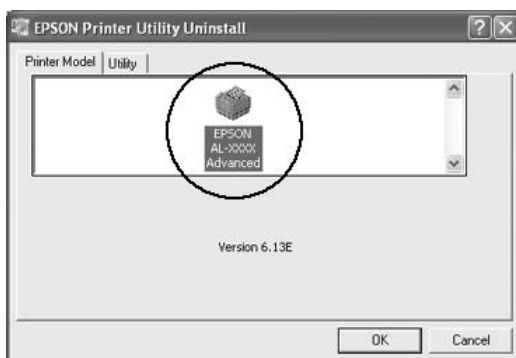 EPSON Printer Utility Uninstall
Printer Model Utility
EPSON
AL-XXXX
Advanced
Version 6.13E
OK Cancel